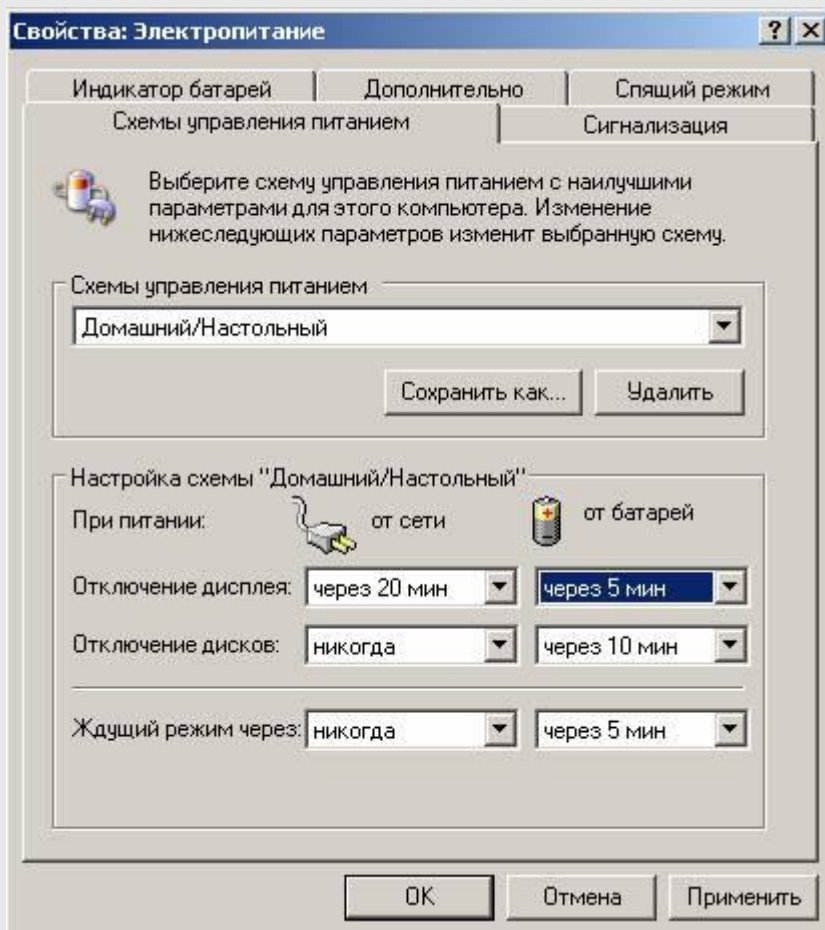 Свойства: Электропитание
Индикатор батарей
Дополнительно
Спящий режим
Схемы управления питанием
Сигнализация
Выберите схему управления питанием с наилучшими
параметрами для этого компьютера. Изменение
нижеследующих параметров изменит выбранную схему.
Схемы управления питанием
Домашний/Настольный
Сохранить как...
Удалить
Настройка схемы "Домашний/Настольный"
При питании:
от сети
от батарей
Отключение дисплея:
через 20 мин
через 5 мин
Отключение дисков:
никогда
через 10 мин
Ждущий режим через:
никогда
через 5 мин
OK
Отмена
Применить